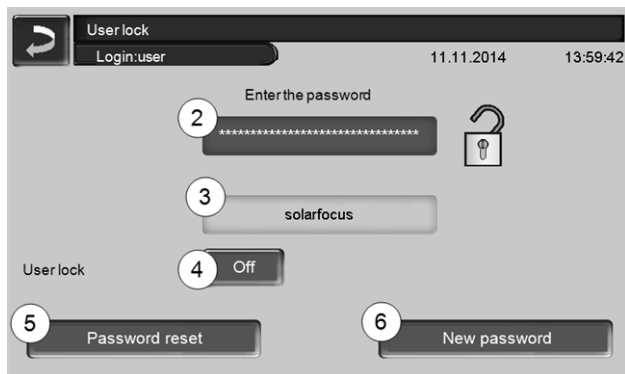 User lock
Login:user 11.11.2014 13:59:42
Enter the password
2
********************************
3
solarfocus
User lock 4 Off
5 6
Password reset New password